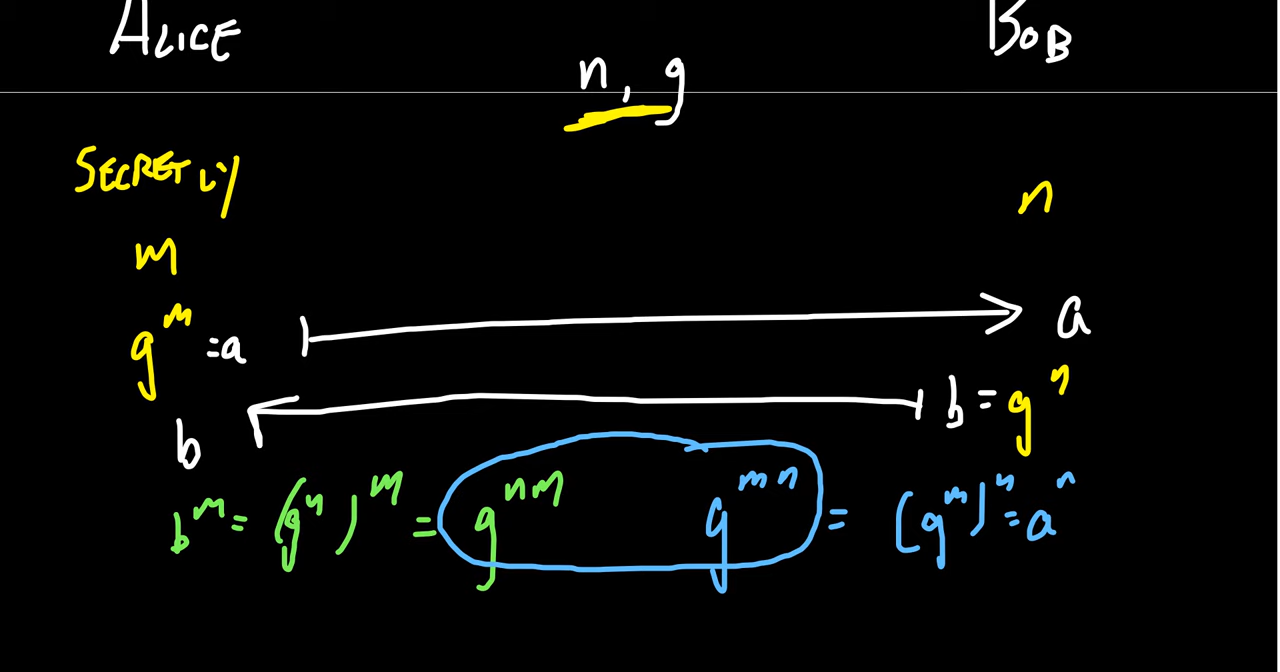 ALICE BOB
n, g
SECRETLY
n
m
g^m = a a
b = g^n
b
b^m = (g^n)^m = g^nm g^mn = (g^m)^n = a^n